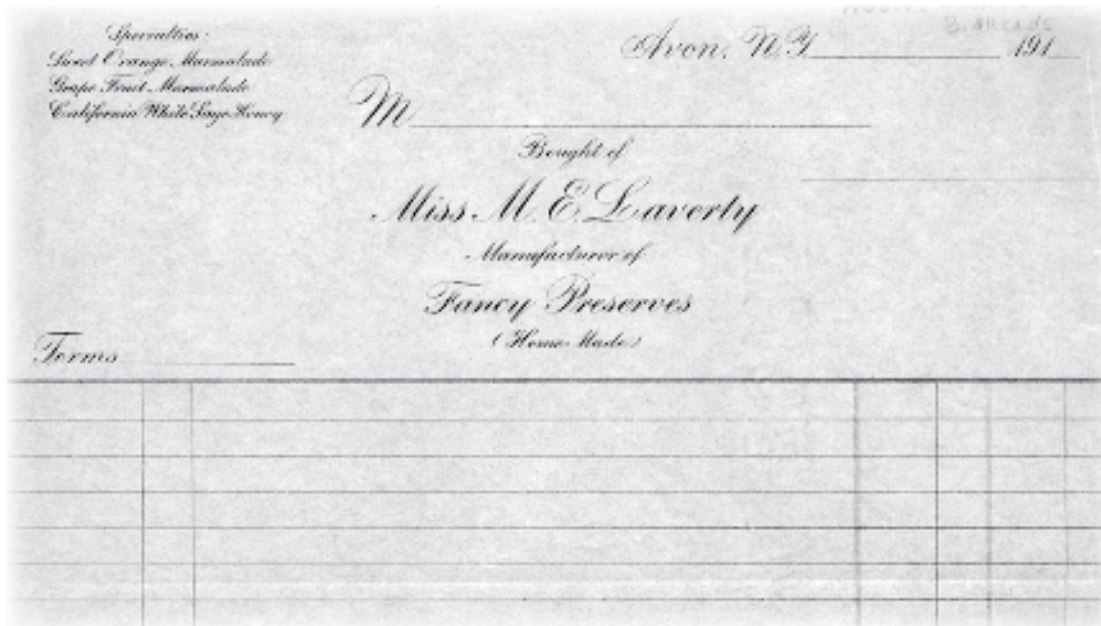 Specialties
Sweet Orange Marmalade
Grape Fruit Marmalade
California White Sage Honey
Avon, N.Y. 191
M
Bought of
Miss M. E. Laverty
Manufacturer of
Fancy Preserves
(Home Made)
Terms